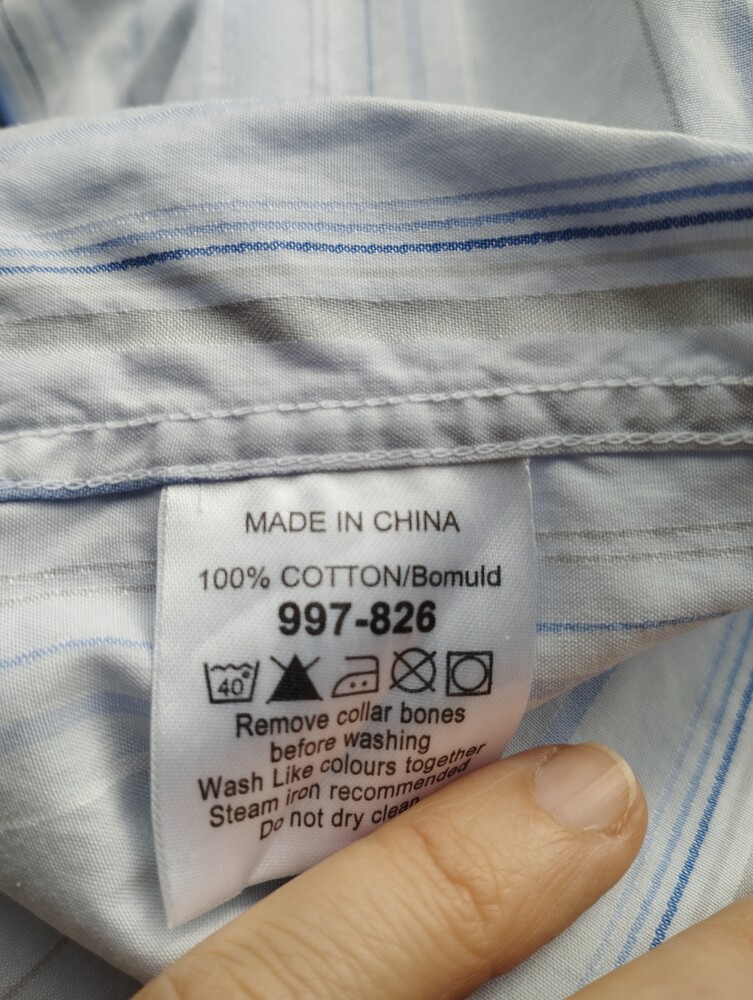 MADE IN CHINA
100% COTTON/Bomuld
997-826
40°
Remove collar bones
before washing
Wash Like colours together
Steam iron recommended
Do not dry clean